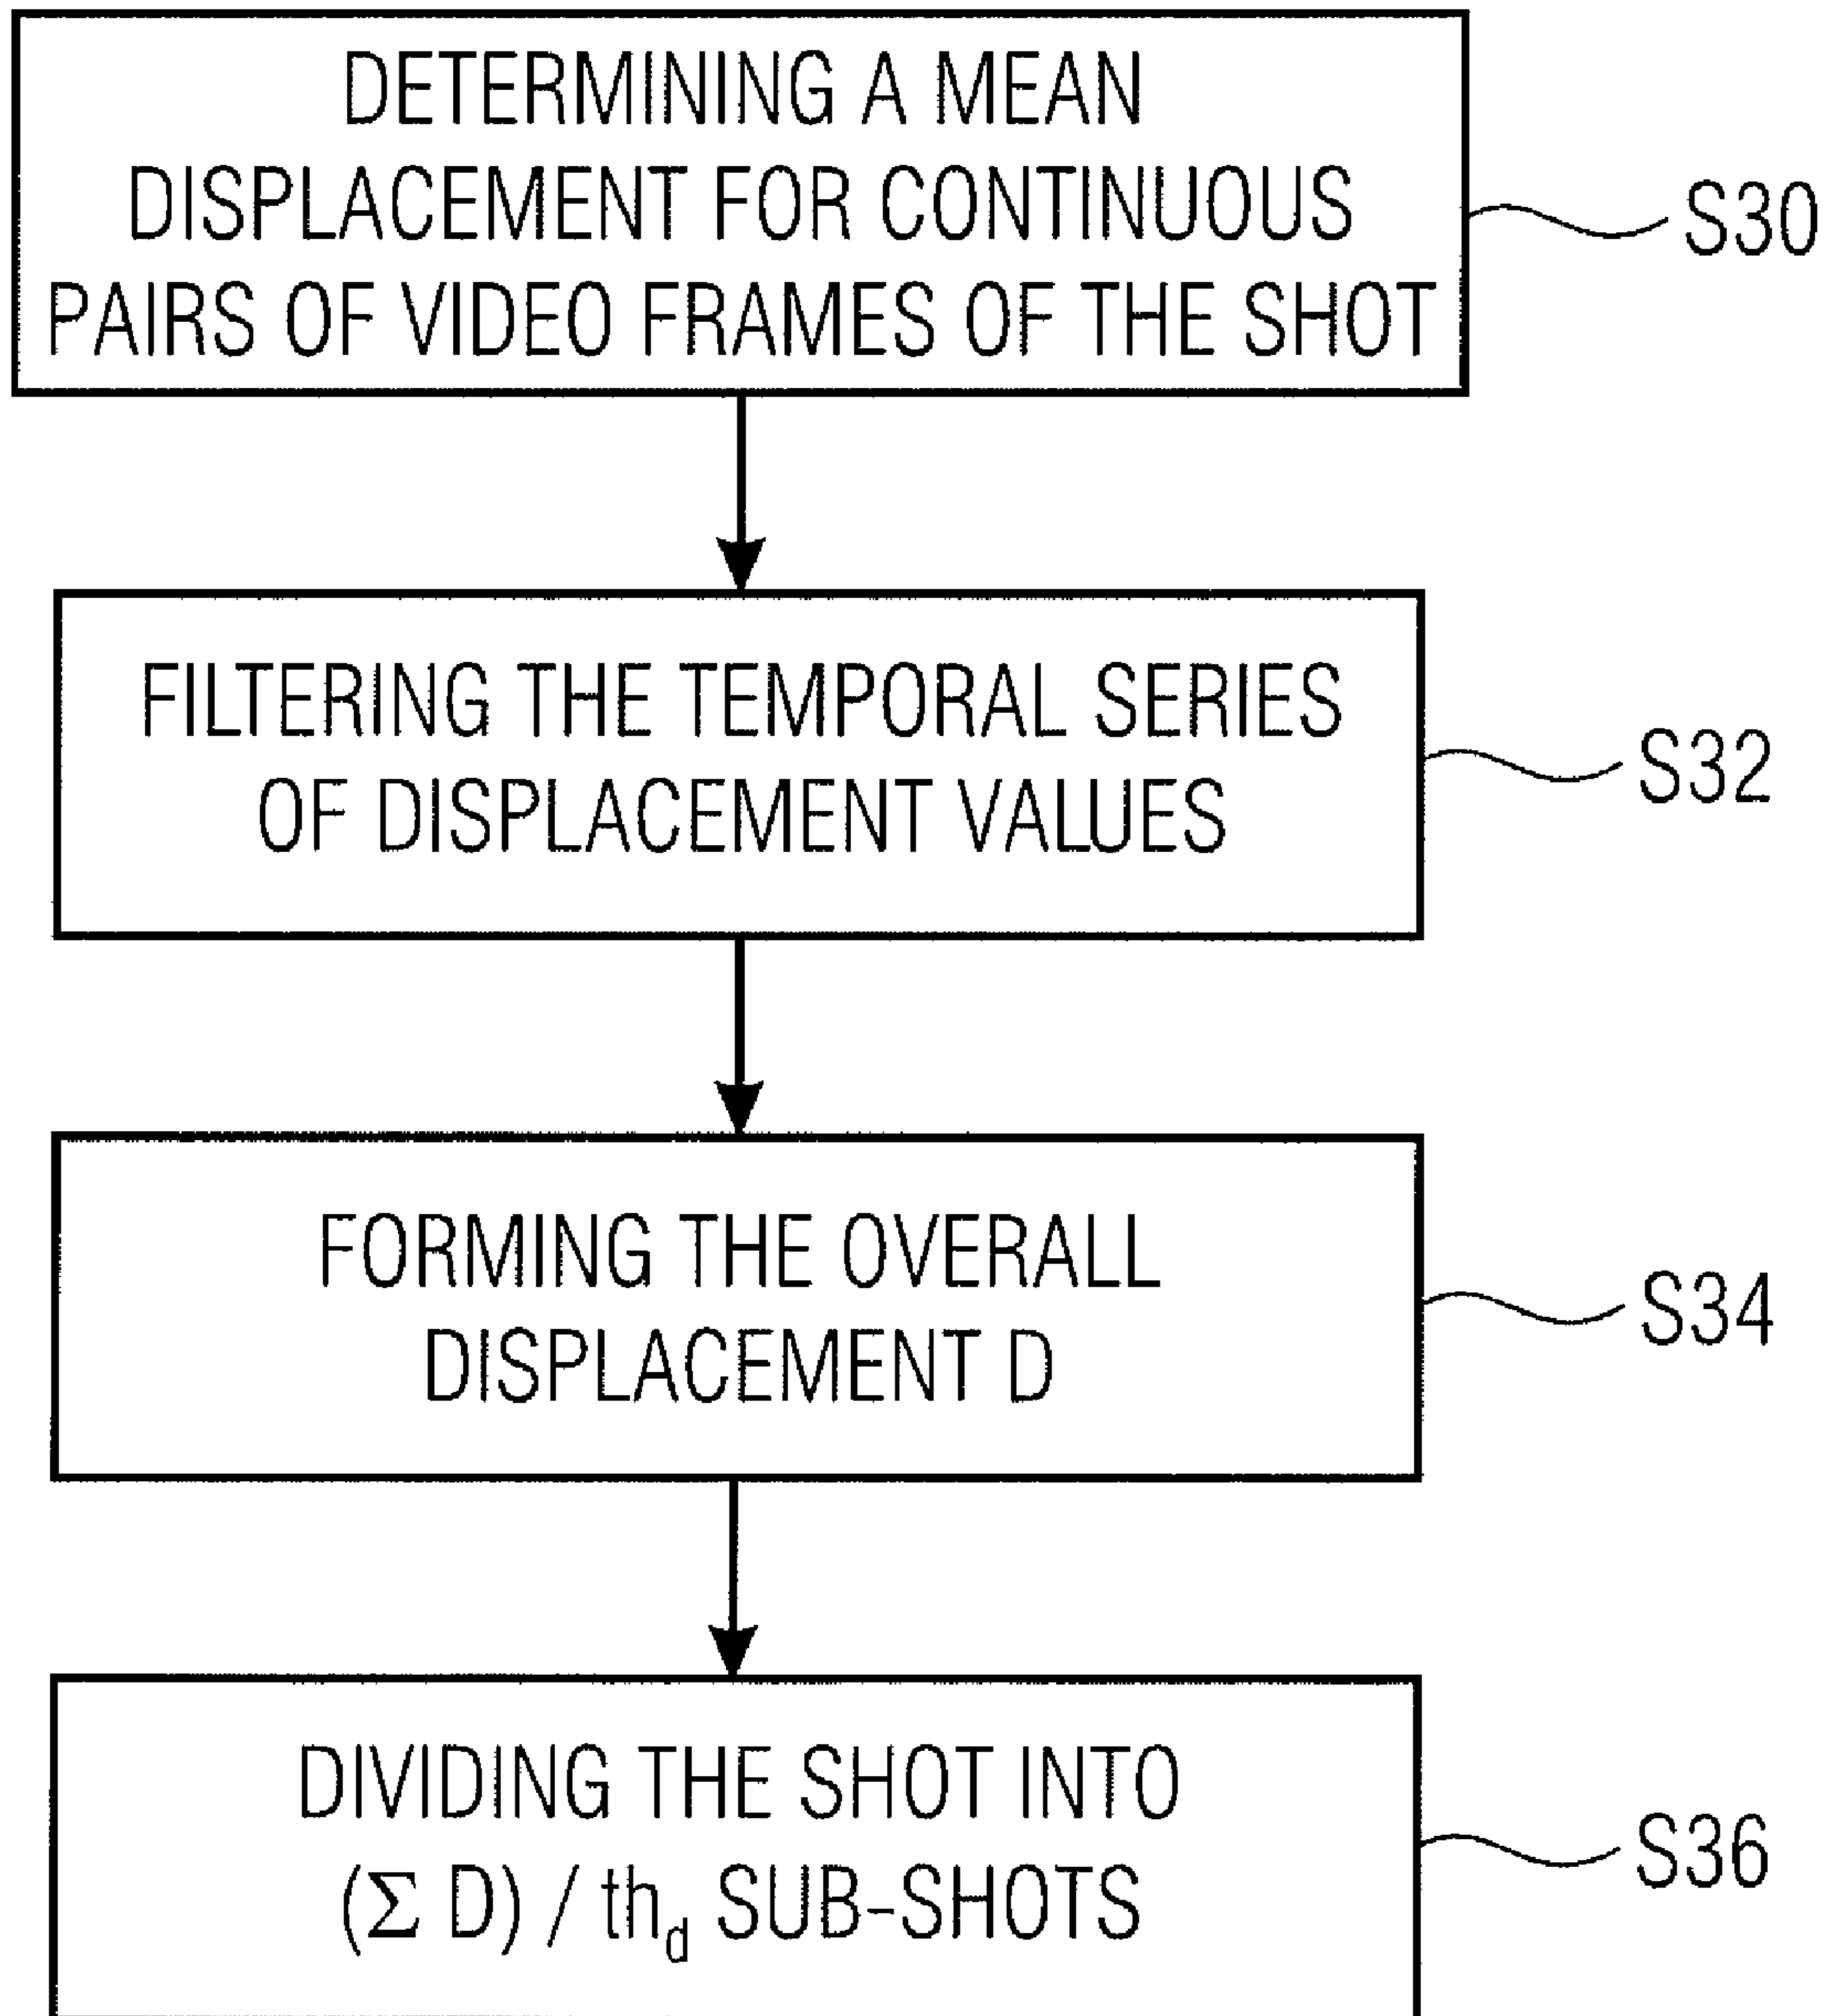 DETERMINING A MEAN
DISPLACEMENT FOR CONTINUOUS
PAIRS OF VIDEO FRAMES OF THE SHOT
S30
FILTERING THE TEMPORAL SERIES
OF DISPLACEMENT VALUES
S32
FORMING THE OVERALL
DISPLACEMENT D
S34
DIVIDING THE SHOT INTO
(Σ D) / th_d SUB-SHOTS
S36